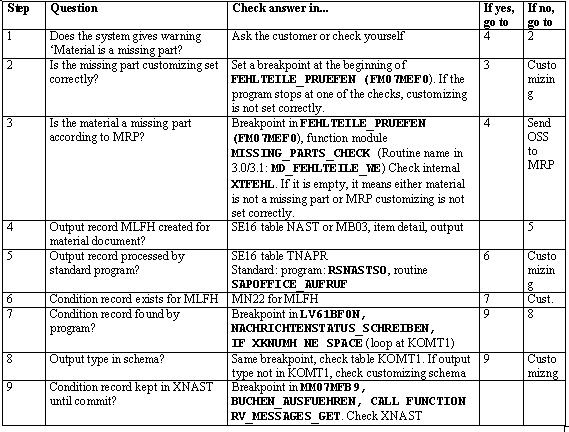 Step Question Check answer in... If yes, go to If no, go to
1 Does the system gives warning ‘Material is a missing part? Ask the customer or check yourself 4 2
2 Is the missing part customizing set correctly? Set a breakpoint at the beginning of FEHLTEILE_PRUEFEN (FM07MEF0). If the program stops at one of the checks, customizing is not set correctly. 3 Custo mizin g
3 Is the material a missing part according to MRP? Breakpoint in FEHLTEILE_PRUEFEN (FM07MEF0), function module MISSING_PARTS_CHECK (Routine name in 3.0/3.1: MD_FEHLTEILE_WE) Check internal XTFEHL. If it is empty, it means either material is not a missing part or MRP customizing is not set correctly. 4 Send OSS to MRP
4 Output record MLFH created for material document? SE16 table NAST or MB03, item detail, output 5
5 Output record processed by standard program? SE16 table TNAPR Standard: program: RSNASTSO, routine SAPOFFICE_AUFRUF 6 Custo mizin g
6 Condition record exists for MLFH MN22 for MLFH 7 Cust.
7 Condition record found by program? Breakpoint in LV61BF0N, NACHRICHTENSTATUS_SCHREIBEN, IF XKNUMH NE SPACE (loop at KOMT1) 9 8
8 Output type in schema? Same breakpoint, check table KOMT1. If output type not in KOMT1, check customizing schema 9 Custo mizng
9 Condition record kept in XNAST until commit? Breakpoint in MM07MFB9, BUCHEN_AUSFUEHREN, CALL FUNCTION RV_MESSAGES_GET. Check XNAST